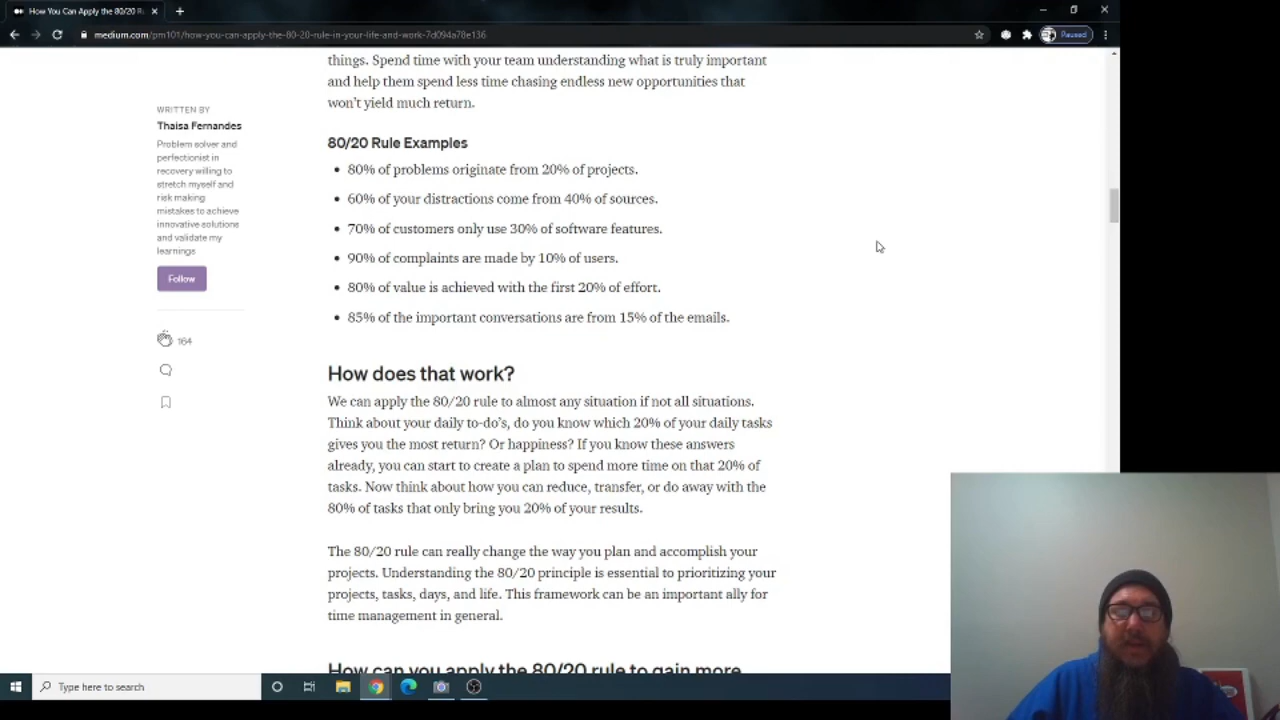 How You Can Apply the 80/20 R
medium.com/pm101/how-you-can-apply-the-80-20-rule-in-your-life-and-work-7d094a78e136
Paused
things. Spend time with your team understanding what is truly important
and help them spend less time chasing endless new opportunities that
won't yield much return.
WRITTEN BY
Thaisa Fernandes
Problem solver and
perfectionist in
recovery willing to
stretch myself and
risk making
mistakes to achieve
innovative solutions
and validate my
learnings
Follow
164
80/20 Rule Examples
• 80% of problems originate from 20% of projects.
• 60% of your distractions come from 40% of sources.
• 70% of customers only use 30% of software features.
• 90% of complaints are made by 10% of users.
• 80% of value is achieved with the first 20% of effort.
• 85% of the important conversations are from 15% of the emails.
How does that work?
We can apply the 80/20 rule to almost any situation if not all situations.
Think about your daily to-do's, do you know which 20% of your daily tasks
gives you the most return? Or happiness? If you know these answers
already, you can start to create a plan to spend more time on that 20% of
tasks. Now think about how you can reduce, transfer, or do away with the
80% of tasks that only bring you 20% of your results.
The 80/20 rule can really change the way you plan and accomplish your
projects. Understanding the 80/20 principle is essential to prioritizing your
projects, tasks, days, and life. This framework can be an important ally for
time management in general.
How can you apply the 80/20 rule to gain more
Type here to search